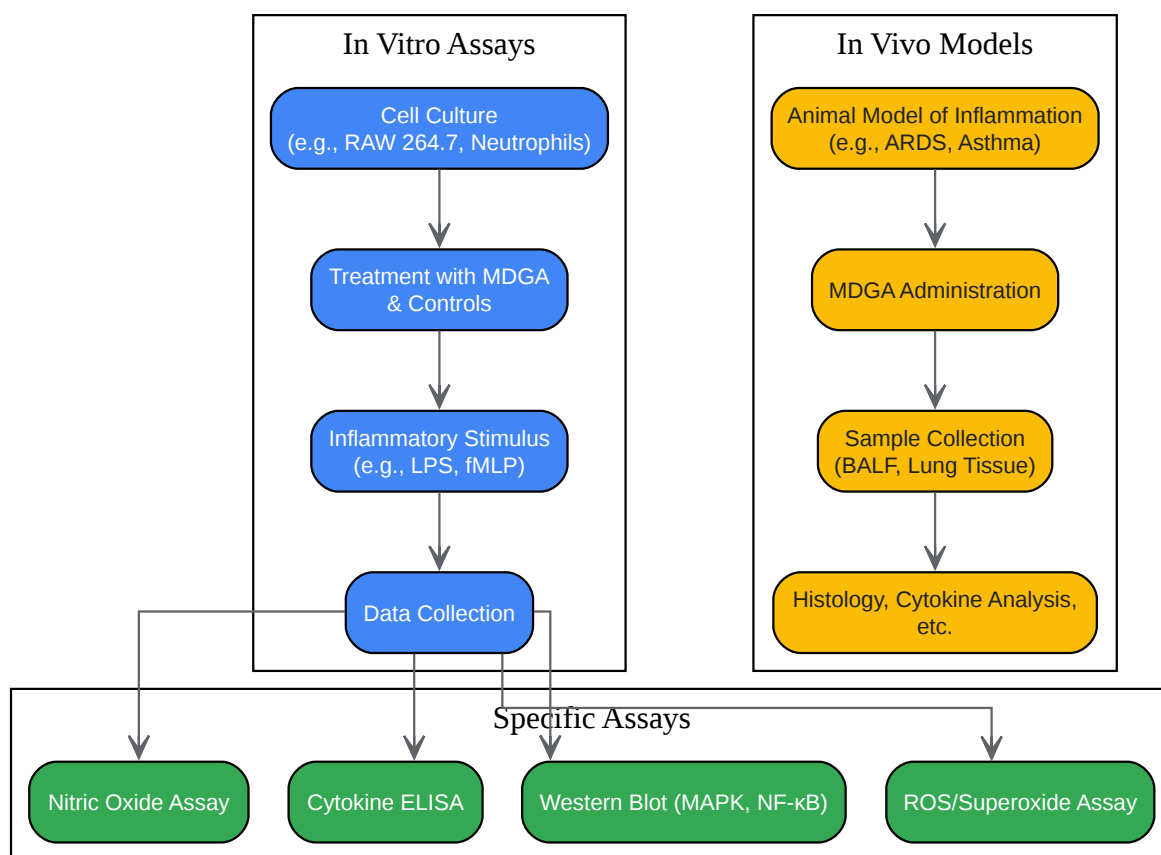 In Vitro Assays
Cell Culture
(e.g., RAW 264.7, Neutrophils)
Treatment with MDGA
& Controls
Inflammatory Stimulus
(e.g., LPS, fMLP)
Data Collection
In Vivo Models
Animal Model of Inflammation
(e.g., ARDS, Asthma)
MDGA Administration
Sample Collection
(BALF, Lung Tissue)
Histology, Cytokine Analysis,
etc.
Specific Assays
Nitric Oxide Assay
Cytokine ELISA
Western Blot (MAPK, NF-κB)
ROS/Superoxide Assay